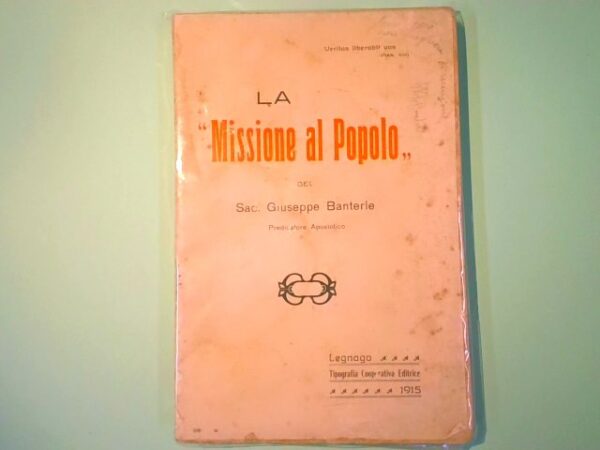 Veritas liberabit vos
LA
"Missione al Popolo"
DEL
Sac. Giuseppe Banterle
Predicatore Apostolico
Legnago
Tipografia Cooperativa Editrice
1915